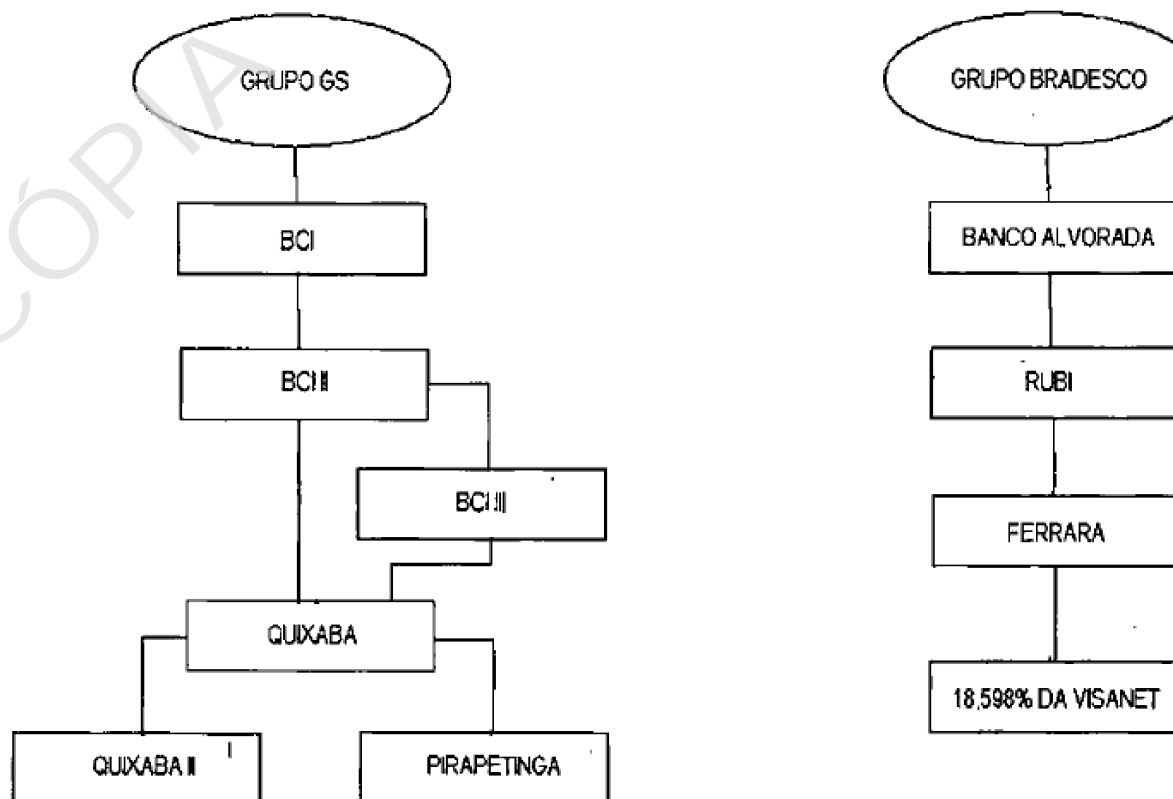 CÓPIA
GRUPO GS
BCI
BCI II
BCI III
QUIXABA
QUIXABA II
PIRAPETINGA
GRUPO BRADESCO
BANCO ALVORADA
RUBI
FERRARA
18,598% DA VISANET